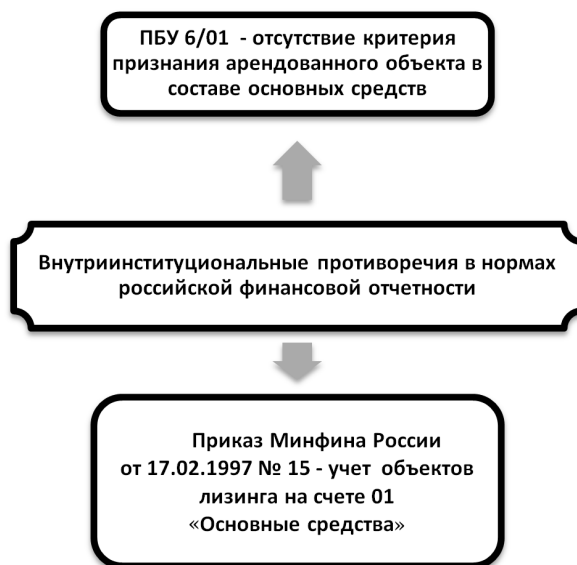 ПБУ 6/01 - отсутствие критерия
признания арендованного объекта в
составе основных средств
Внутриинституциональные противоречия в нормах
российской финансовой отчетности
Приказ Минфина России
от 17.02.1997 № 15 - учет объектов
лизинга на счете 01
«Основные средства»